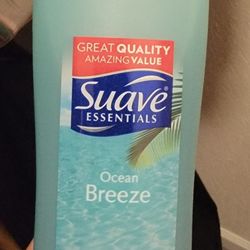 GREAT QUALITY
AMAZING VALUE
Suave
ESSENTIALS
Ocean
Breeze